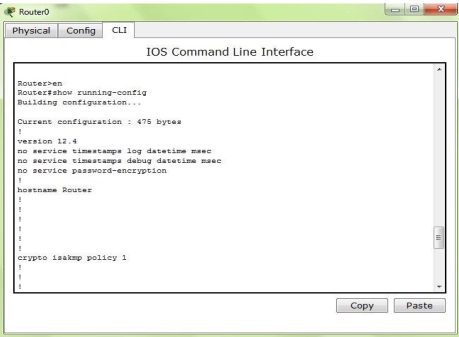 Router0
Physical Config CLI
IOS Command Line Interface
Router>en
Router#show running-config
Building configuration...
Current configuration : 475 bytes
!
version 12.4
no service timestamps log datetime msec
no service timestamps debug datetime msec
no service password-encryption
!
hostname Router
!
!
!
!
!
crypto isakmp policy 1
!
!
!
Copy Paste